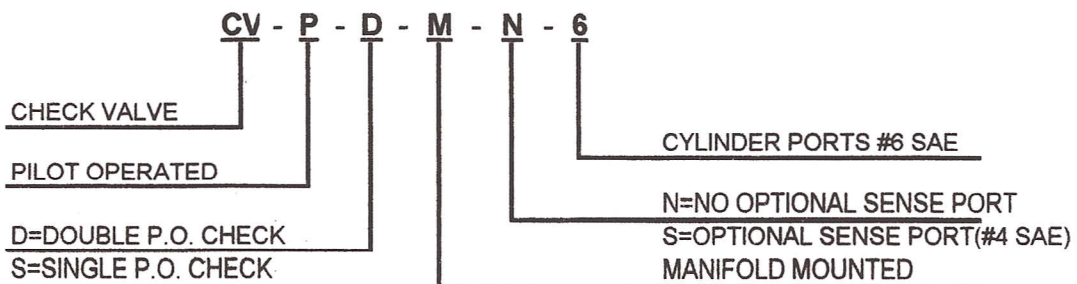 CV - P - D - M - N - 6
CHECK VALVE
PILOT OPERATED
D=DOUBLE P.O. CHECK
S=SINGLE P.O. CHECK
CYLINDER PORTS #6 SAE
N=NO OPTIONAL SENSE PORT
S=OPTIONAL SENSE PORT(#4 SAE)
MANIFOLD MOUNTED